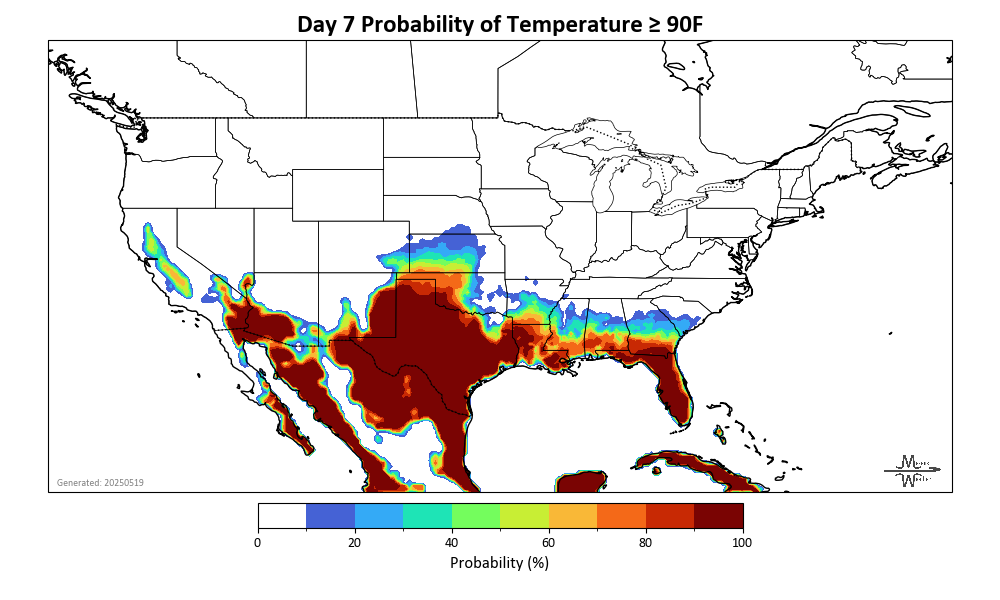 Day 7 Probability of Temperature ≥ 90F
Generated: 20250519
0 20 40 60 80 100
Probability (%)